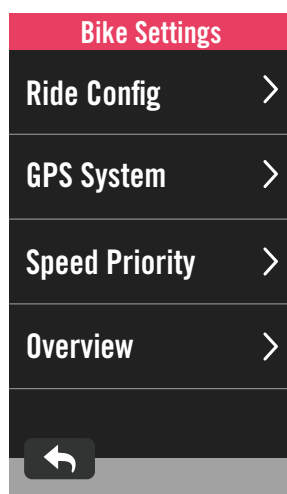 Bike Settings
Ride Config
GPS System
Speed Priority
Overview